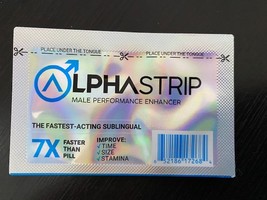 PLACE UNDER THE TONGUE PLACE UNDER THE TONGUE
ALPHASTRIP
MALE PERFORMANCE ENHANCER
THE FASTEST-ACTING SUBLINGUAL
7X FASTER THAN PILL
IMPROVE:
✓ TIME
✓ SIZE
✓ STAMINA